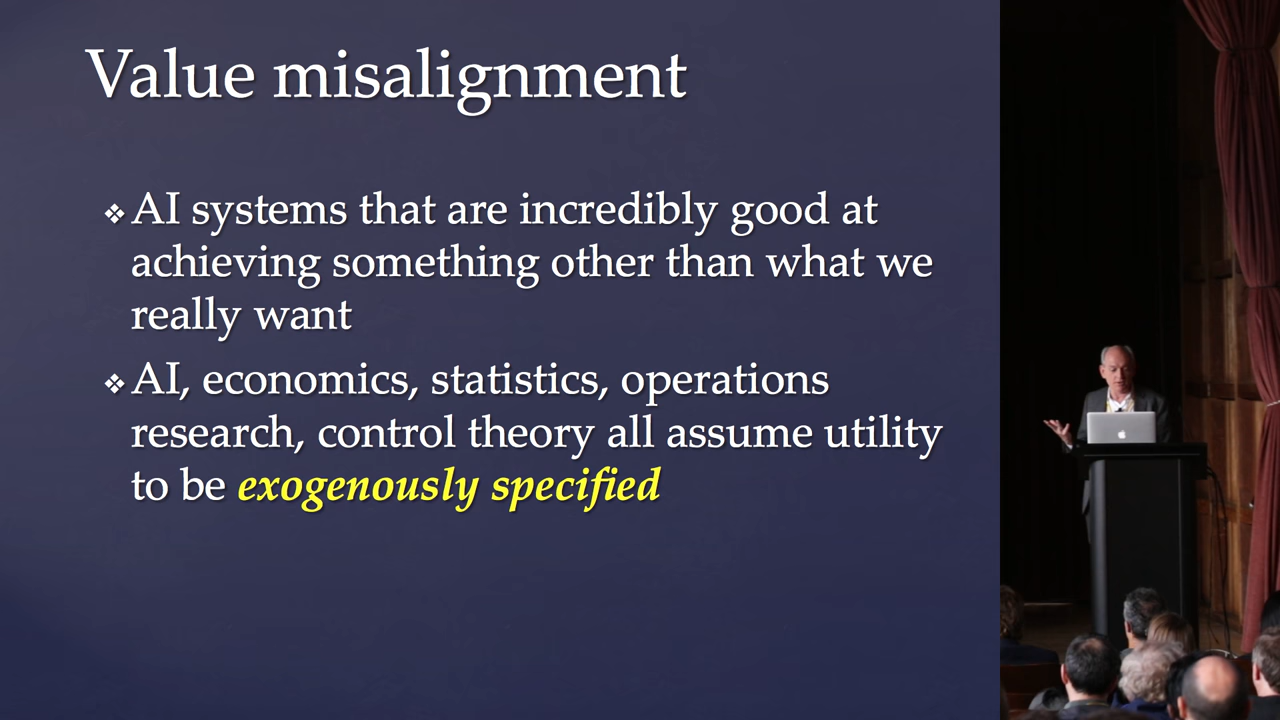 Value misalignment
❖ AI systems that are incredibly good at
achieving something other than what we
really want
❖ AI, economics, statistics, operations
research, control theory all assume utility
to be exogenously specified